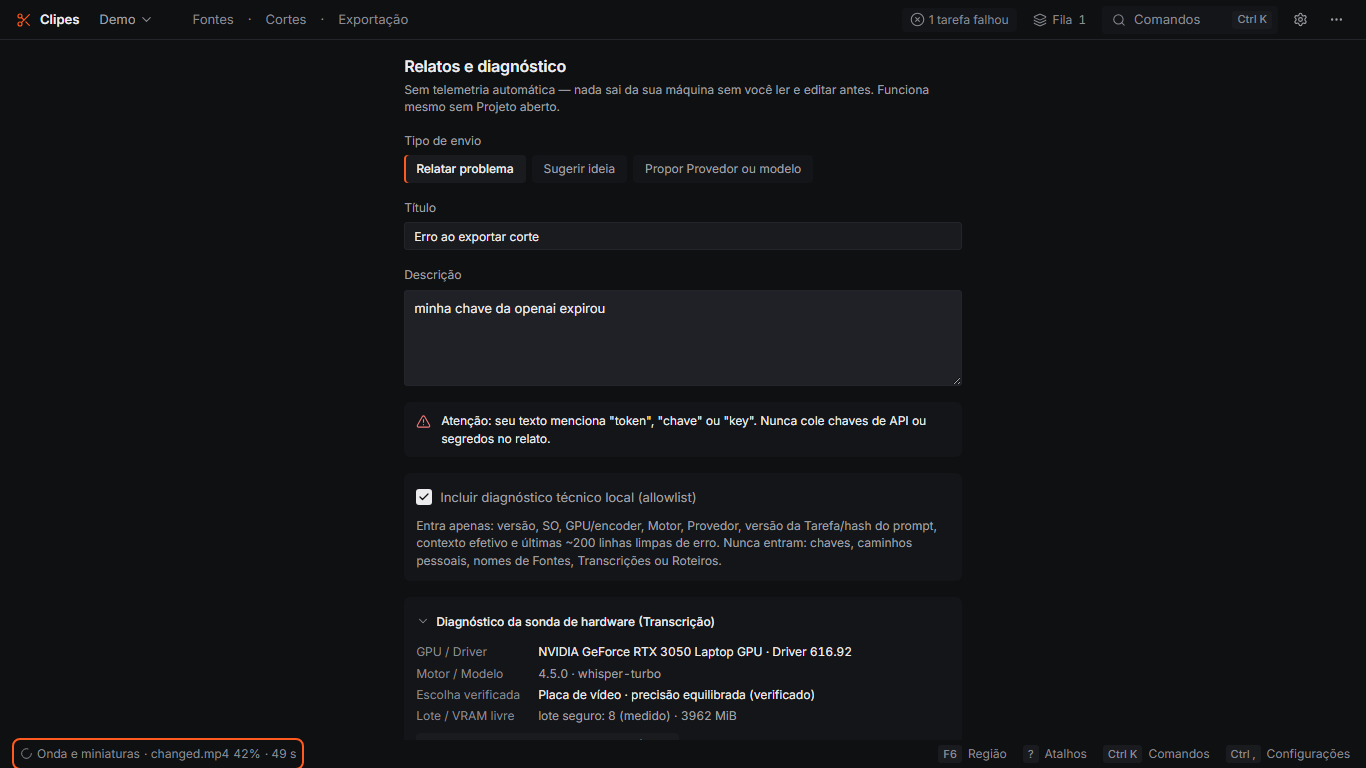 Clipes Demo Fontes · Cortes · Exportação 1 tarefa falhou Fila 1 Comandos Ctrl K
Relatos e diagnóstico
Sem telemetria automática — nada sai da sua máquina sem você ler e editar antes. Funciona
mesmo sem Projeto aberto.
Tipo de envio
Relatar problema Sugerir ideia Propor Provedor ou modelo
Título
Erro ao exportar corte
Descrição
minha chave da openai expirou
Atenção: seu texto menciona "token", "chave" ou "key". Nunca cole chaves de API ou
segredos no relato.
Incluir diagnóstico técnico local (allowlist)
Entra apenas: versão, SO, GPU/encoder, Motor, Provedor, versão da Tarefa/hash do prompt,
contexto efetivo e últimas ~200 linhas limpas de erro. Nunca entram: chaves, caminhos
pessoais, nomes de Fontes, Transcrições ou Roteiros.
Diagnóstico da sonda de hardware (Transcrição)
GPU / Driver NVIDIA GeForce RTX 3050 Laptop GPU · Driver 616.92
Motor / Modelo 4.5.0 · whisper-turbo
Escolha verificada Placa de vídeo · precisão equilibrada (verificado)
Lote / VRAM livre lote seguro: 8 (medido) · 3962 MiB
Onda e miniaturas · changed.mp4 42% · 49 s F6 Região ? Atalhos Ctrl K Comandos Ctrl , Configurações